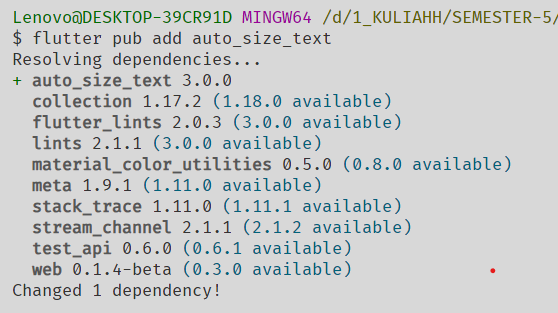 Lenovo@DESKTOP-39CR91D MINGW64 /d/1_KULIAHH/SEMESTER-5/
$ flutter pub add auto_size_text
Resolving dependencies...
+ auto_size_text 3.0.0
  collection 1.17.2 (1.18.0 available)
  flutter_lints 2.0.3 (3.0.0 available)
  lints 2.1.1 (3.0.0 available)
  material_color_utilities 0.5.0 (0.8.0 available)
  meta 1.9.1 (1.11.0 available)
  stack_trace 1.11.0 (1.11.1 available)
  stream_channel 2.1.1 (2.1.2 available)
  test_api 0.6.0 (0.6.1 available)
  web 0.1.4-beta (0.3.0 available)
Changed 1 dependency!